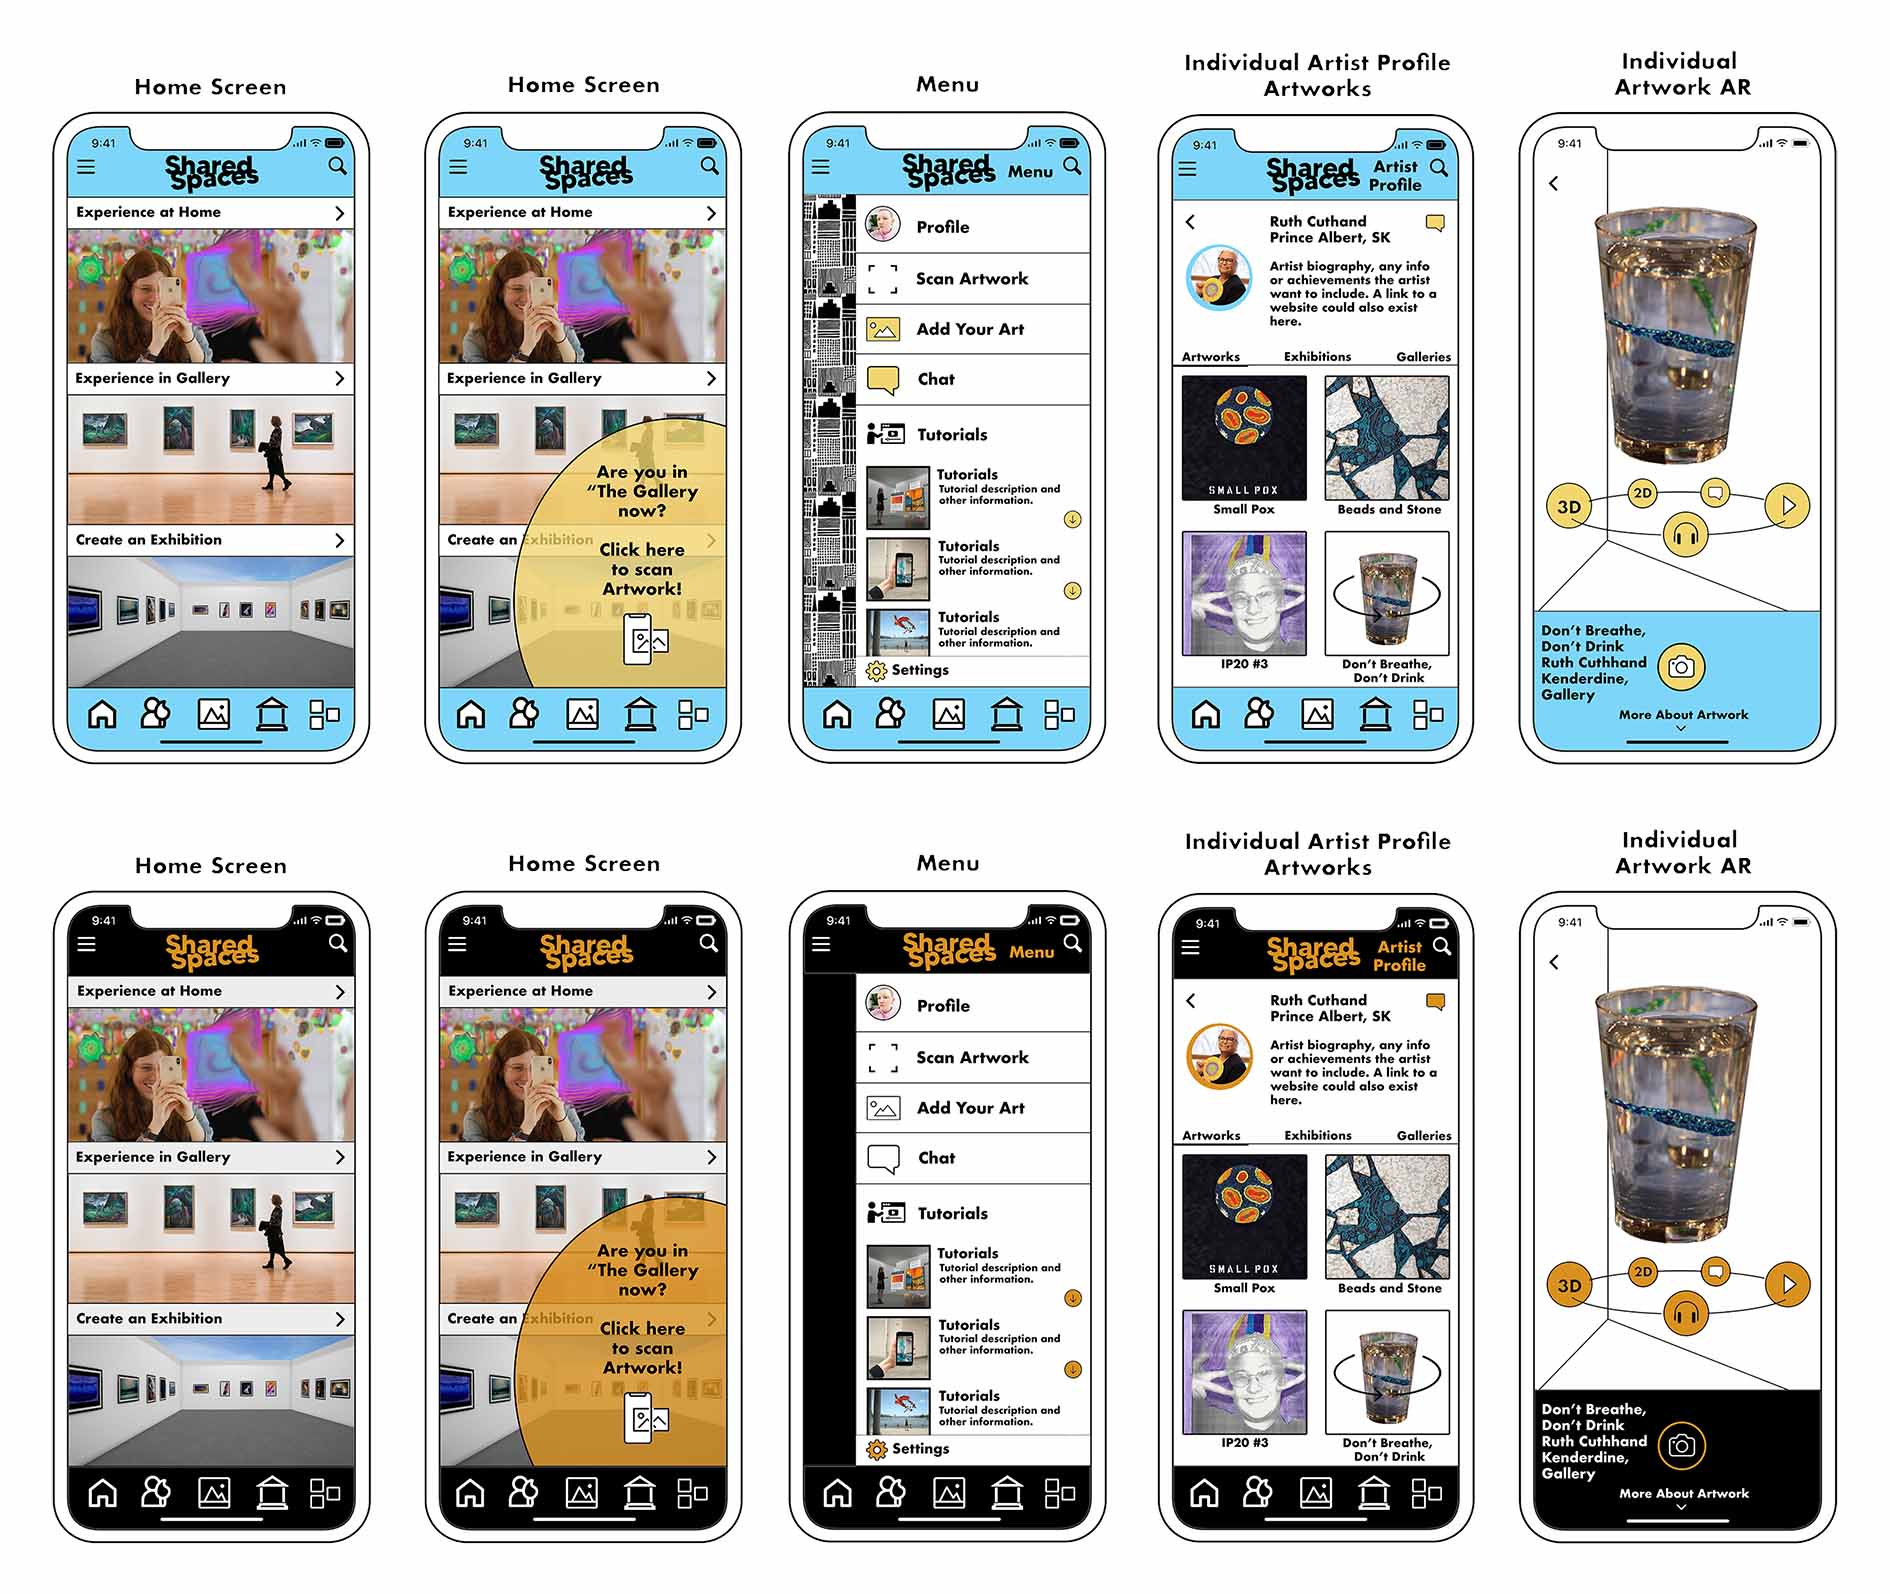 Home Screen
9:41
Shared
Spaces
Experience at Home
Experience in Gallery
Create an Exhibition
Home Screen
9:41
Shared
Spaces
Experience at Home
Experience in Gallery
Create an Exhibition
Are you in
“The Gallery
now?
Click here
to scan
Artwork!
Menu
9:41
Shared
Spaces Menu
Profile
Scan Artwork
Add Your Art
Chat
Tutorials
Tutorials
Tutorial description and
other information.
Tutorials
Tutorial description and
other information.
Tutorials
Tutorial description and
other information.
Settings
Individual Artist Profile
Artworks
9:41
Shared
Spaces
Artist
Profile
Ruth Cuthand
Prince Albert, SK
Artist biography, any info
or achievements the artist
want to include. A link to a
website could also exist
here.
Artworks Exhibitions Galleries
SMALL POX
Small Pox
Beads and Stone
IP20 #3
Don’t Breathe,
Don’t Drink
Individual
Artwork AR
9:41
3D
2D
Don’t Breathe,
Don’t Drink
Ruth Cuthhand
Kenderdine,
Gallery
More About Artwork
Home Screen
9:41
Shared
Spaces
Experience at Home
Experience in Gallery
Create an Exhibition
Home Screen
9:41
Shared
Spaces
Experience at Home
Experience in Gallery
Create an Exhibition
Are you in
“The Gallery
now?
Click here
to scan
Artwork!
Menu
9:41
Shared
Spaces Menu
Profile
Scan Artwork
Add Your Art
Chat
Tutorials
Tutorials
Tutorial description and
other information.
Tutorials
Tutorial description and
other information.
Tutorials
Tutorial description and
other information.
Settings
Individual Artist Profile
Artworks
9:41
Shared
Spaces
Artist
Profile
Ruth Cuthand
Prince Albert, SK
Artist biography, any info
or achievements the artist
want to include. A link to a
website could also exist
here.
Artworks Exhibitions Galleries
SMALL POX
Small Pox
Beads and Stone
IP20 #3
Don’t Breathe,
Don’t Drink
Individual
Artwork AR
9:41
3D
2D
Don’t Breathe,
Don’t Drink
Ruth Cuthhand
Kenderdine,
Gallery
More About Artwork